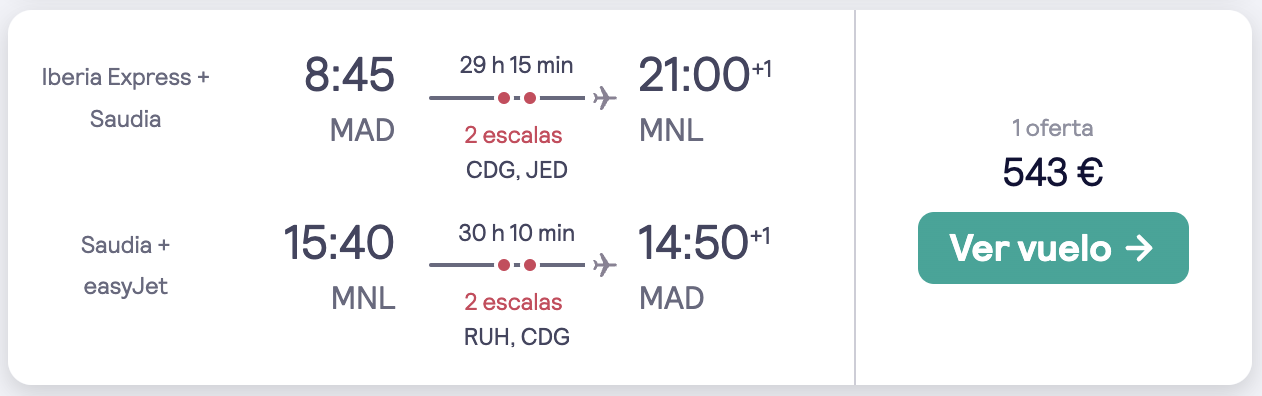 Iberia Express +
Saudia
8:45
MAD
29 h 15 min
2 escalas
CDG, JED
21:00+1
MNL
Saudia +
easyJet
15:40
MNL
30 h 10 min
2 escalas
RUH, CDG
14:50+1
MAD
1 oferta
543 €
Ver vuelo →